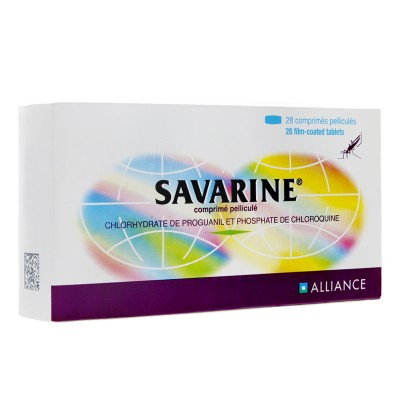 28 comprimés pelliculés
28 film-coated tablets
SAVARINE®
comprimé pelliculé
CHLORHYDRATE DE PROGUANIL ET PHOSPHATE DE CHLOROQUINE
ALLIANCE